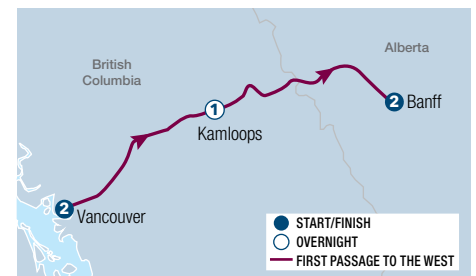 Alberta
British
Columbia
2 Banff
1
Kamloops
2 Vancouver
START/FINISH
OVERNIGHT
FIRST PASSAGE TO THE WEST